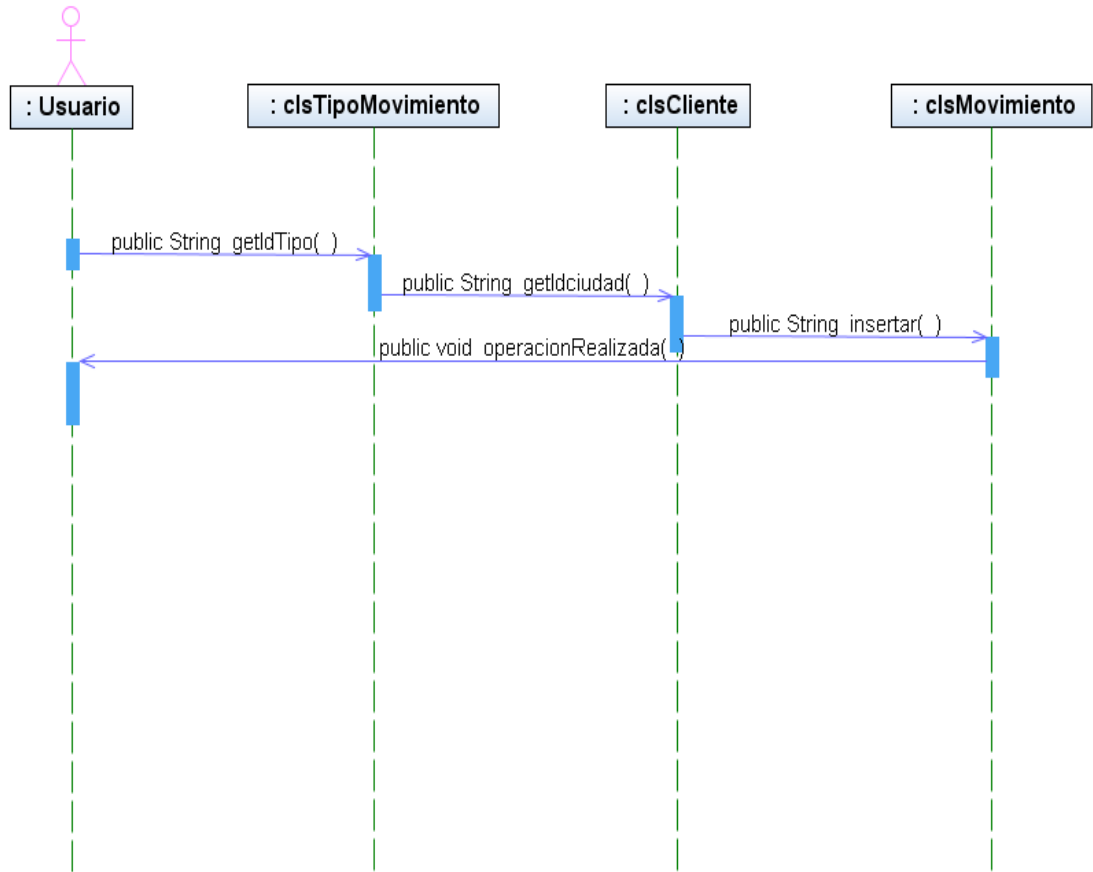 : Usuario
: clsTipoMovimiento
: clsCliente
: clsMovimiento
public String getIdTipo( )
public String getIdciudad( )
public String insertar( )
public void operacionRealizada( )